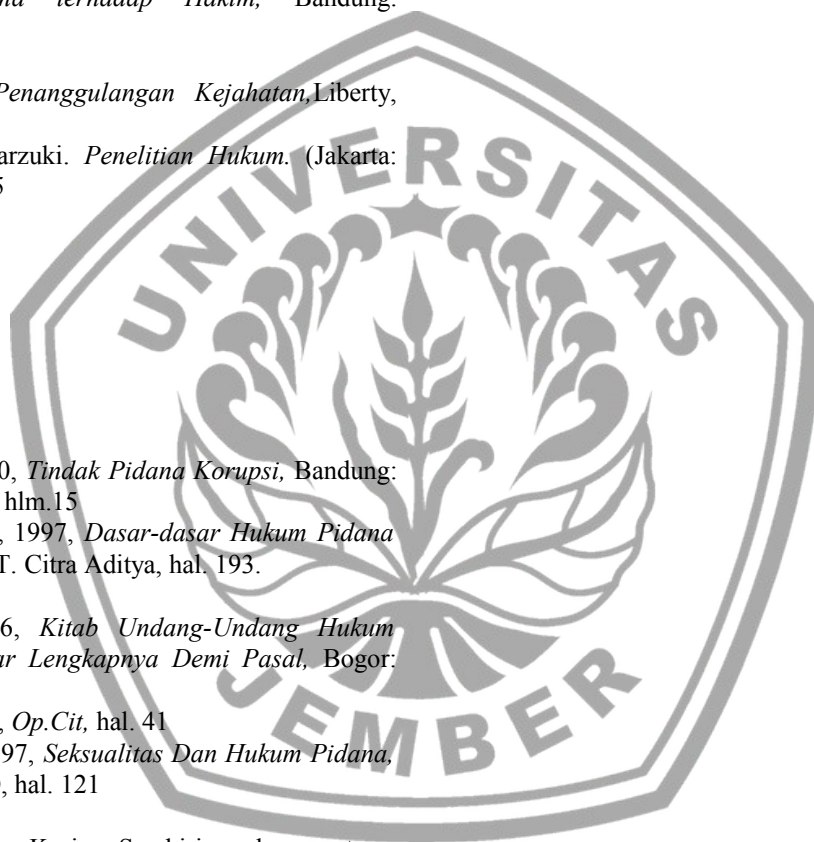 terhadap Hakim, Bandung:
Penanggulangan Kejahatan,Liberty,
arzuki. Penelitian Hukum. (Jakarta:
5
UNIVERSITAS
0, Tindak Pidana Korupsi, Bandung:
hlm.15
, 1997, Dasar-dasar Hukum Pidana
T. Citra Aditya, hal. 193.
6, Kitab Undang-Undang Hukum
ar Lengkapnya Demi Pasal, Bogor:
, Op.Cit, hal. 41
97, Seksualitas Dan Hukum Pidana,
, hal. 121
JEMBER